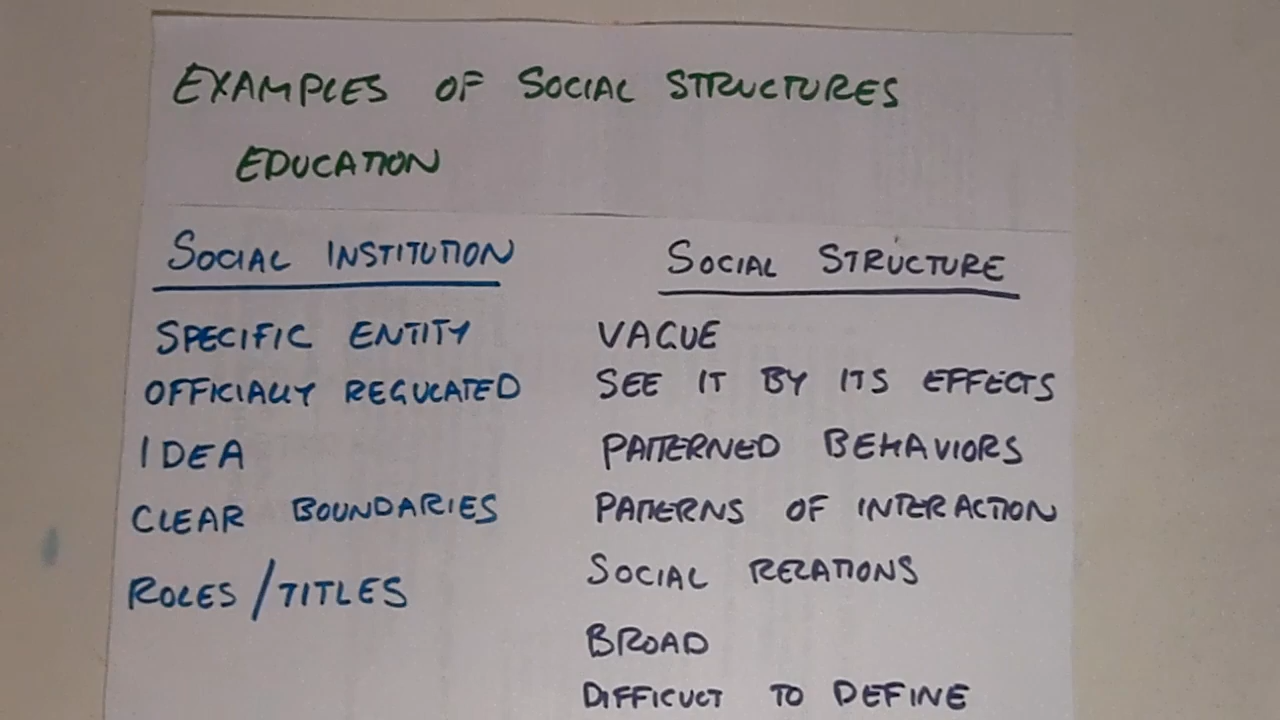 EXAMPLES OF SOCIAL STRUCTURES
EDUCATION
SOCIAL INSTITUTION
SPECIFIC ENTITY
OFFICIALLY REGULATED
IDEA
CLEAR BOUNDARIES
ROLES/TITLES
SOCIAL STRUCTURE
VAGUE
SEE IT BY ITS EFFECTS
PATTERNED BEHAVIORS
PATTERNS OF INTERACTION
SOCIAL RELATIONS
BROAD
DIFFICULT TO DEFINE